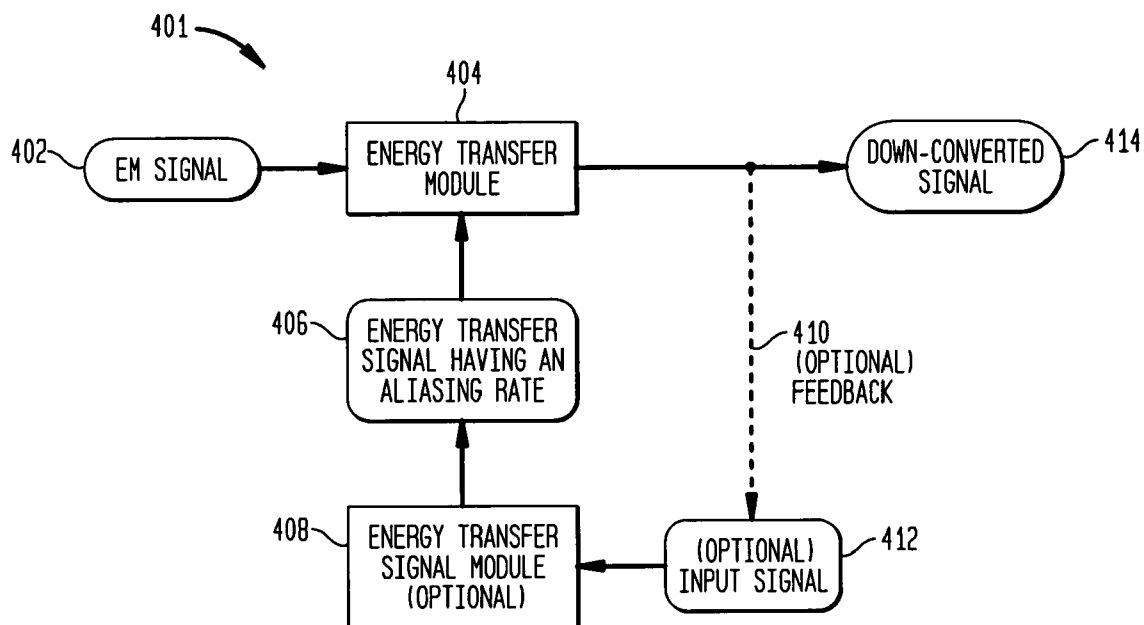 401
404
402
EM SIGNAL
ENERGY TRANSFER
MODULE
DOWN-CONVERTED
SIGNAL
414
406
ENERGY TRANSFER
SIGNAL HAVING AN
ALIASING RATE
410
(OPTIONAL)
FEEDBACK
408
ENERGY TRANSFER
SIGNAL MODULE
(OPTIONAL)
(OPTIONAL)
INPUT SIGNAL
412